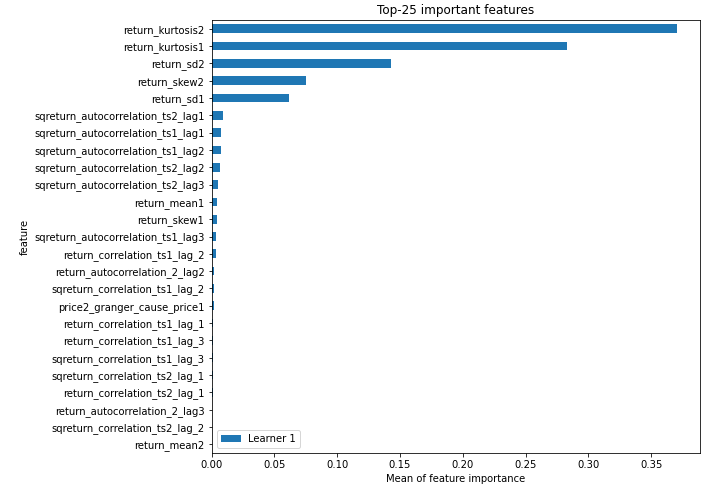 Top-25 important features
return_kurtosis2
return_kurtosis1
return_sd2
return_skew2
return_sd1
sqreturn_autocorrelation_ts2_lag1
sqreturn_autocorrelation_ts1_lag1
sqreturn_autocorrelation_ts1_lag2
sqreturn_autocorrelation_ts2_lag2
sqreturn_autocorrelation_ts2_lag3
return_mean1
return_skew1
sqreturn_autocorrelation_ts1_lag3
return_correlation_ts1_lag_2
return_autocorrelation_2_lag2
sqreturn_correlation_ts1_lag_2
price2_granger_cause_price1
return_correlation_ts1_lag_1
return_correlation_ts1_lag_3
sqreturn_correlation_ts1_lag_3
sqreturn_correlation_ts2_lag_1
return_correlation_ts2_lag_1
return_autocorrelation_2_lag3
sqreturn_correlation_ts2_lag_2
return_mean2
feature
Learner 1
0.00 0.05 0.10 0.15 0.20 0.25 0.30 0.35
Mean of feature importance